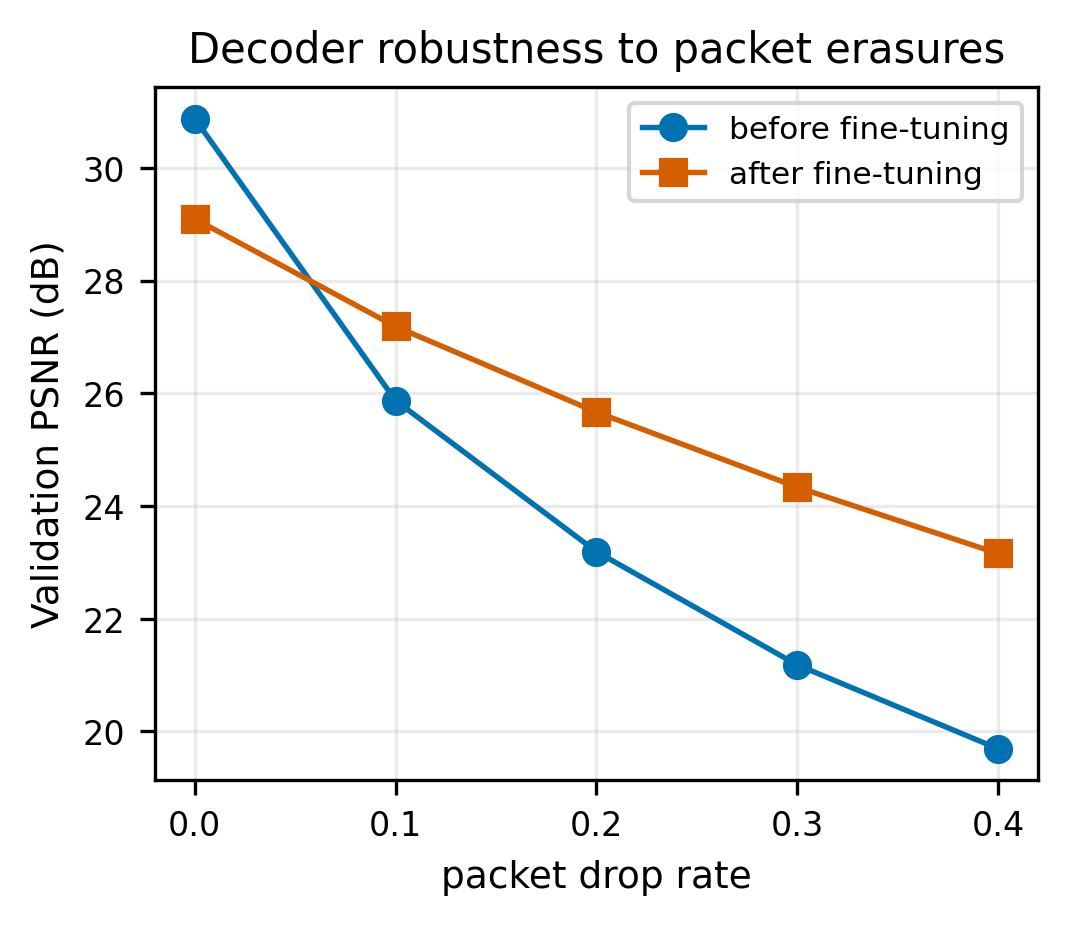 Decoder robustness to packet erasures
before fine-tuning
after fine-tuning
Validation PSNR (dB)
30
28
26
24
22
20
0.0 0.1 0.2 0.3 0.4
packet drop rate